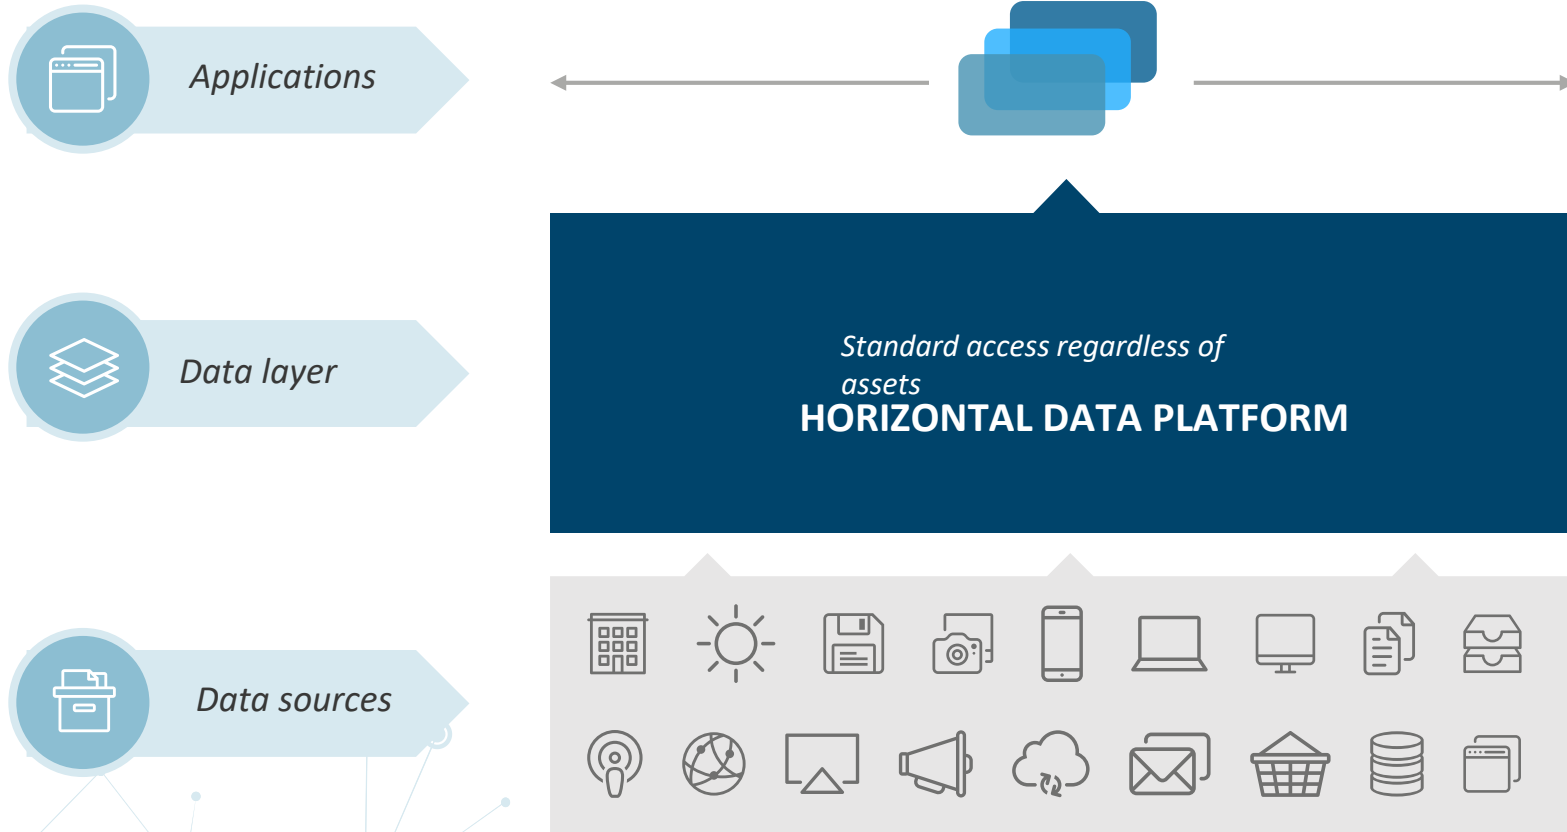 Applications
Data layer
Standard access regardless of
assets
HORIZONTAL DATA PLATFORM
Data sources